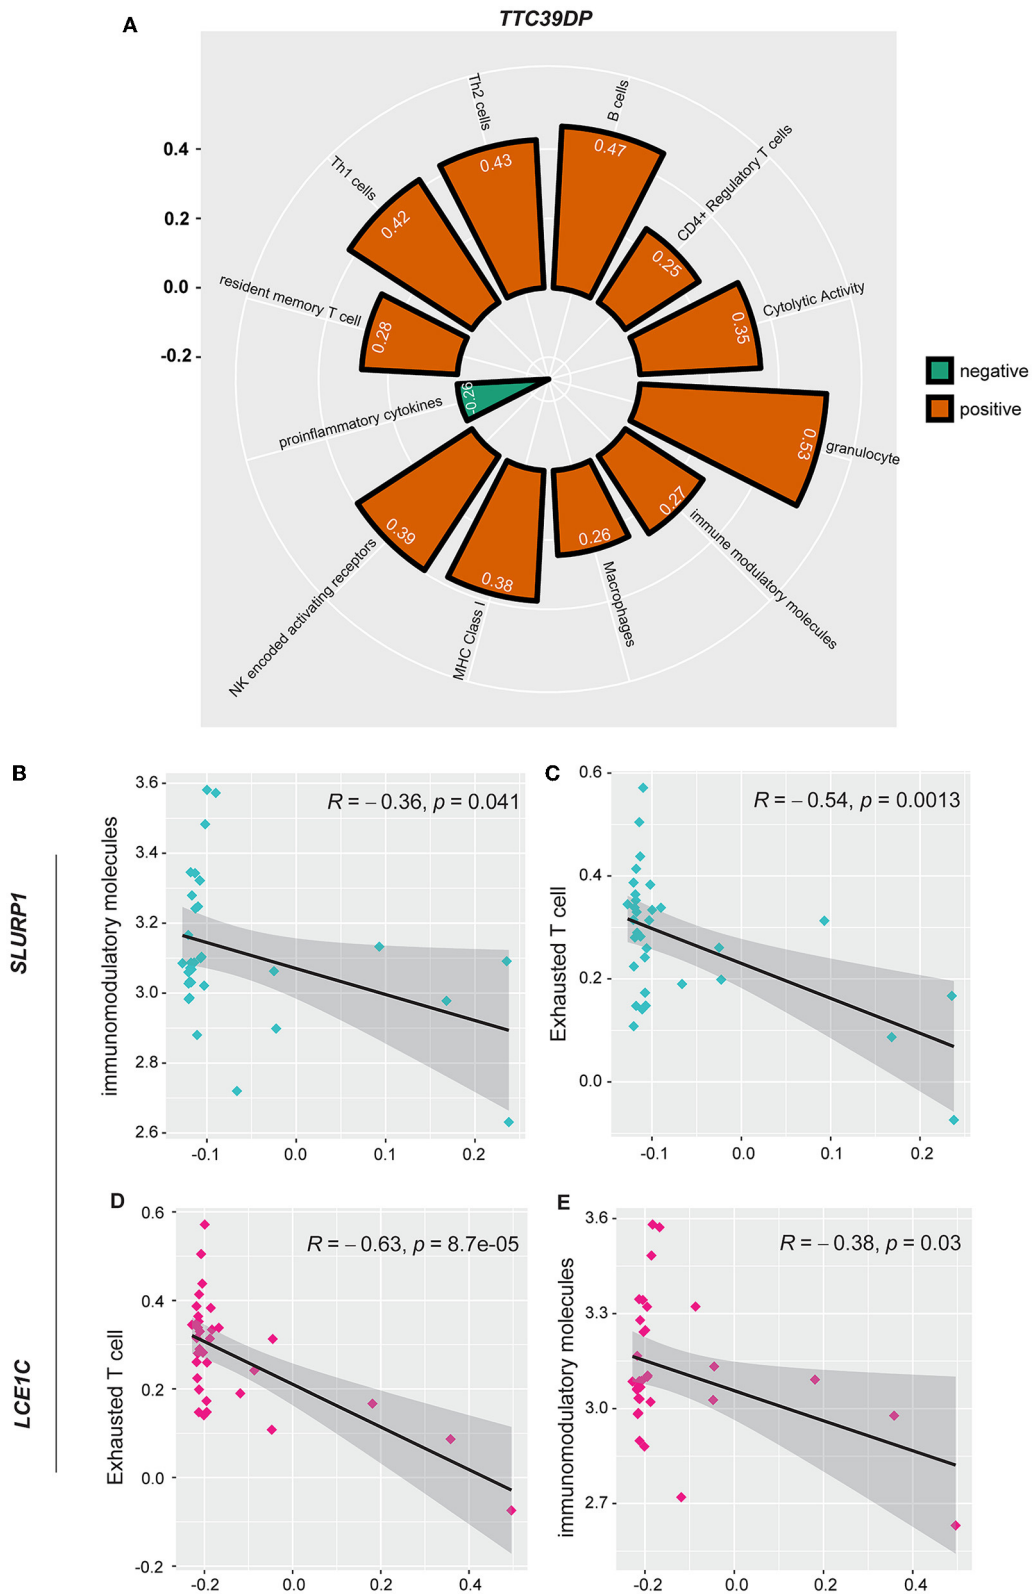 A
TTC39DP
0.4
0.2
0.0
-0.2
Th2 cells
B cells
Th1 cells
CD4+ Regulatory T cells
resident memory T cell
Cytolytic Activity
proinflammatory cytokines
granulocyte
NK encoded activating receptors
immune modulatory molecules
MHC Class I
Macrophages
0.43
0.47
0.42
0.25
0.28
0.35
-0.26
0.53
0.39
0.27
0.38
0.26
negative
positive
B
SLURP1
immunomodulatory molecules
R = − 0.36, p = 0.041
3.6
3.4
3.2
3.0
2.8
2.6
-0.1
0.0
0.1
0.2
C
Exhausted T cell
R = − 0.54, p = 0.0013
0.6
0.4
0.2
0.0
-0.1
0.0
0.1
0.2
D
LCE1C
Exhausted T cell
R = − 0.63, p = 8.7e-05
0.6
0.4
0.2
0.0
-0.2
-0.2
0.0
0.2
0.4
E
immunomodulatory molecules
R = − 0.38, p = 0.03
3.6
3.3
3.0
2.7
-0.2
0.0
0.2
0.4